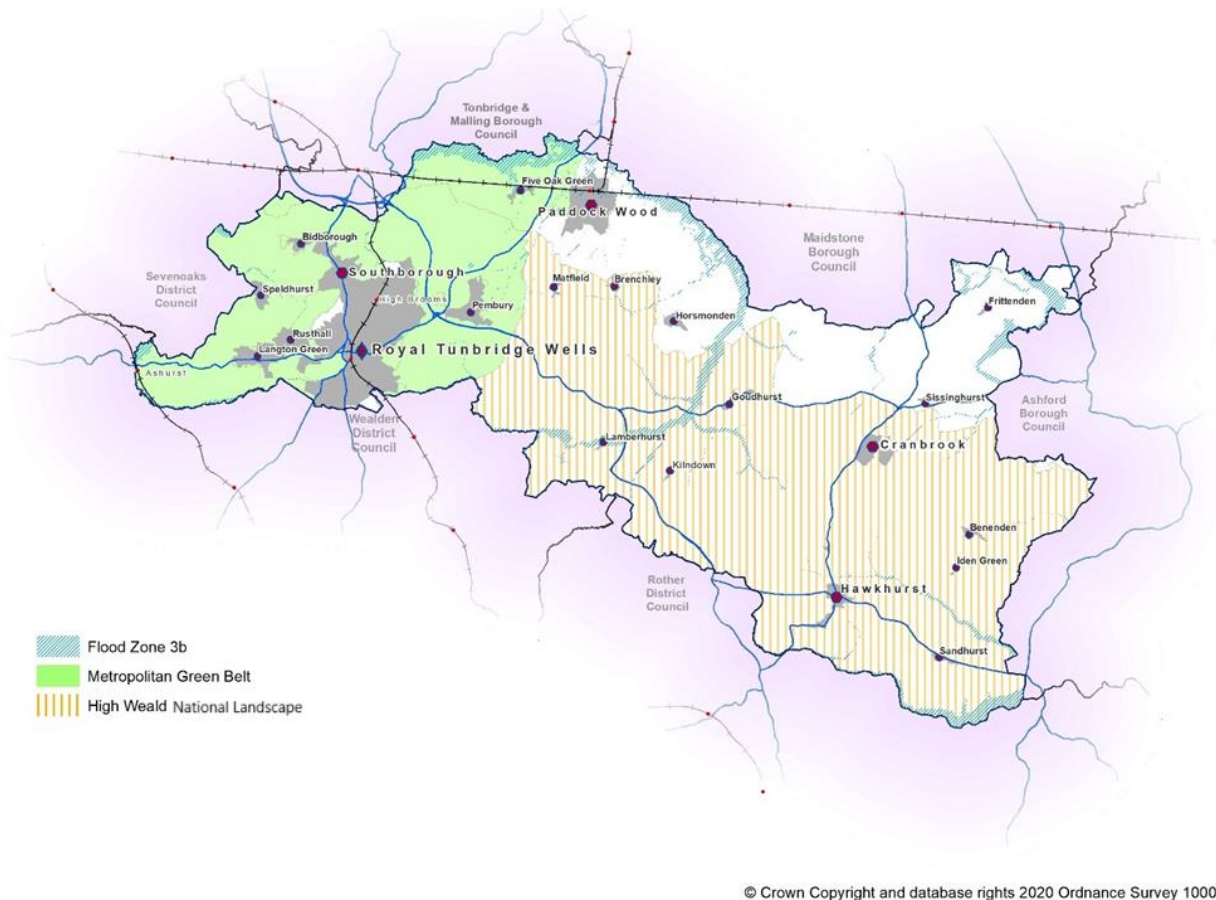 Tonbridge &
Malling Borough
Council
Five Oak Green
Paddock Wood
Maidstone
Borough
Council
Bidborough
Southborough
Sevenoaks
District
Council
Speldhurst
High Brooms
Pembury
Matfield
Brenchley
Horsmonden
Frittenden
Rusthall
Langton Green
Royal Tunbridge Wells
Ashurst
Wealden
District
Council
Goudhurst
Sissinghurst
Ashford
Borough
Council
Lamberhurst
Cranbrook
Kilndown
Benenden
Iden Green
Rother
District
Council
Hawkhurst
Sandhurst
Flood Zone 3b
Metropolitan Green Belt
High Weald National Landscape
© Crown Copyright and database rights 2020 Ordnance Survey 1000